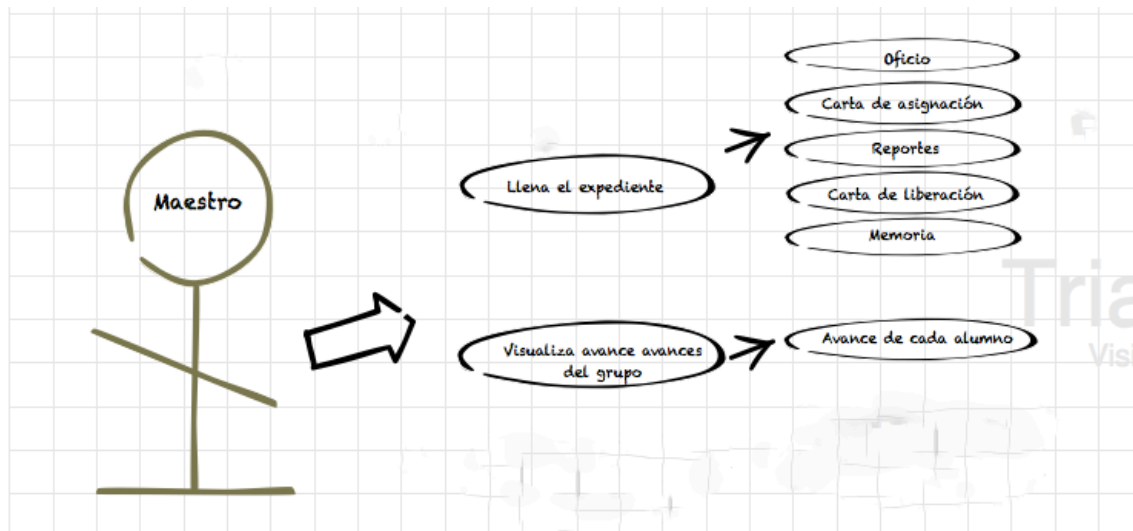 Maestro
Llena el expediente
Oficio
Carta de asignación
Reportes
Carta de liberación
Memoria
Visualiza avance avances
del grupo
Avance de cada alumno